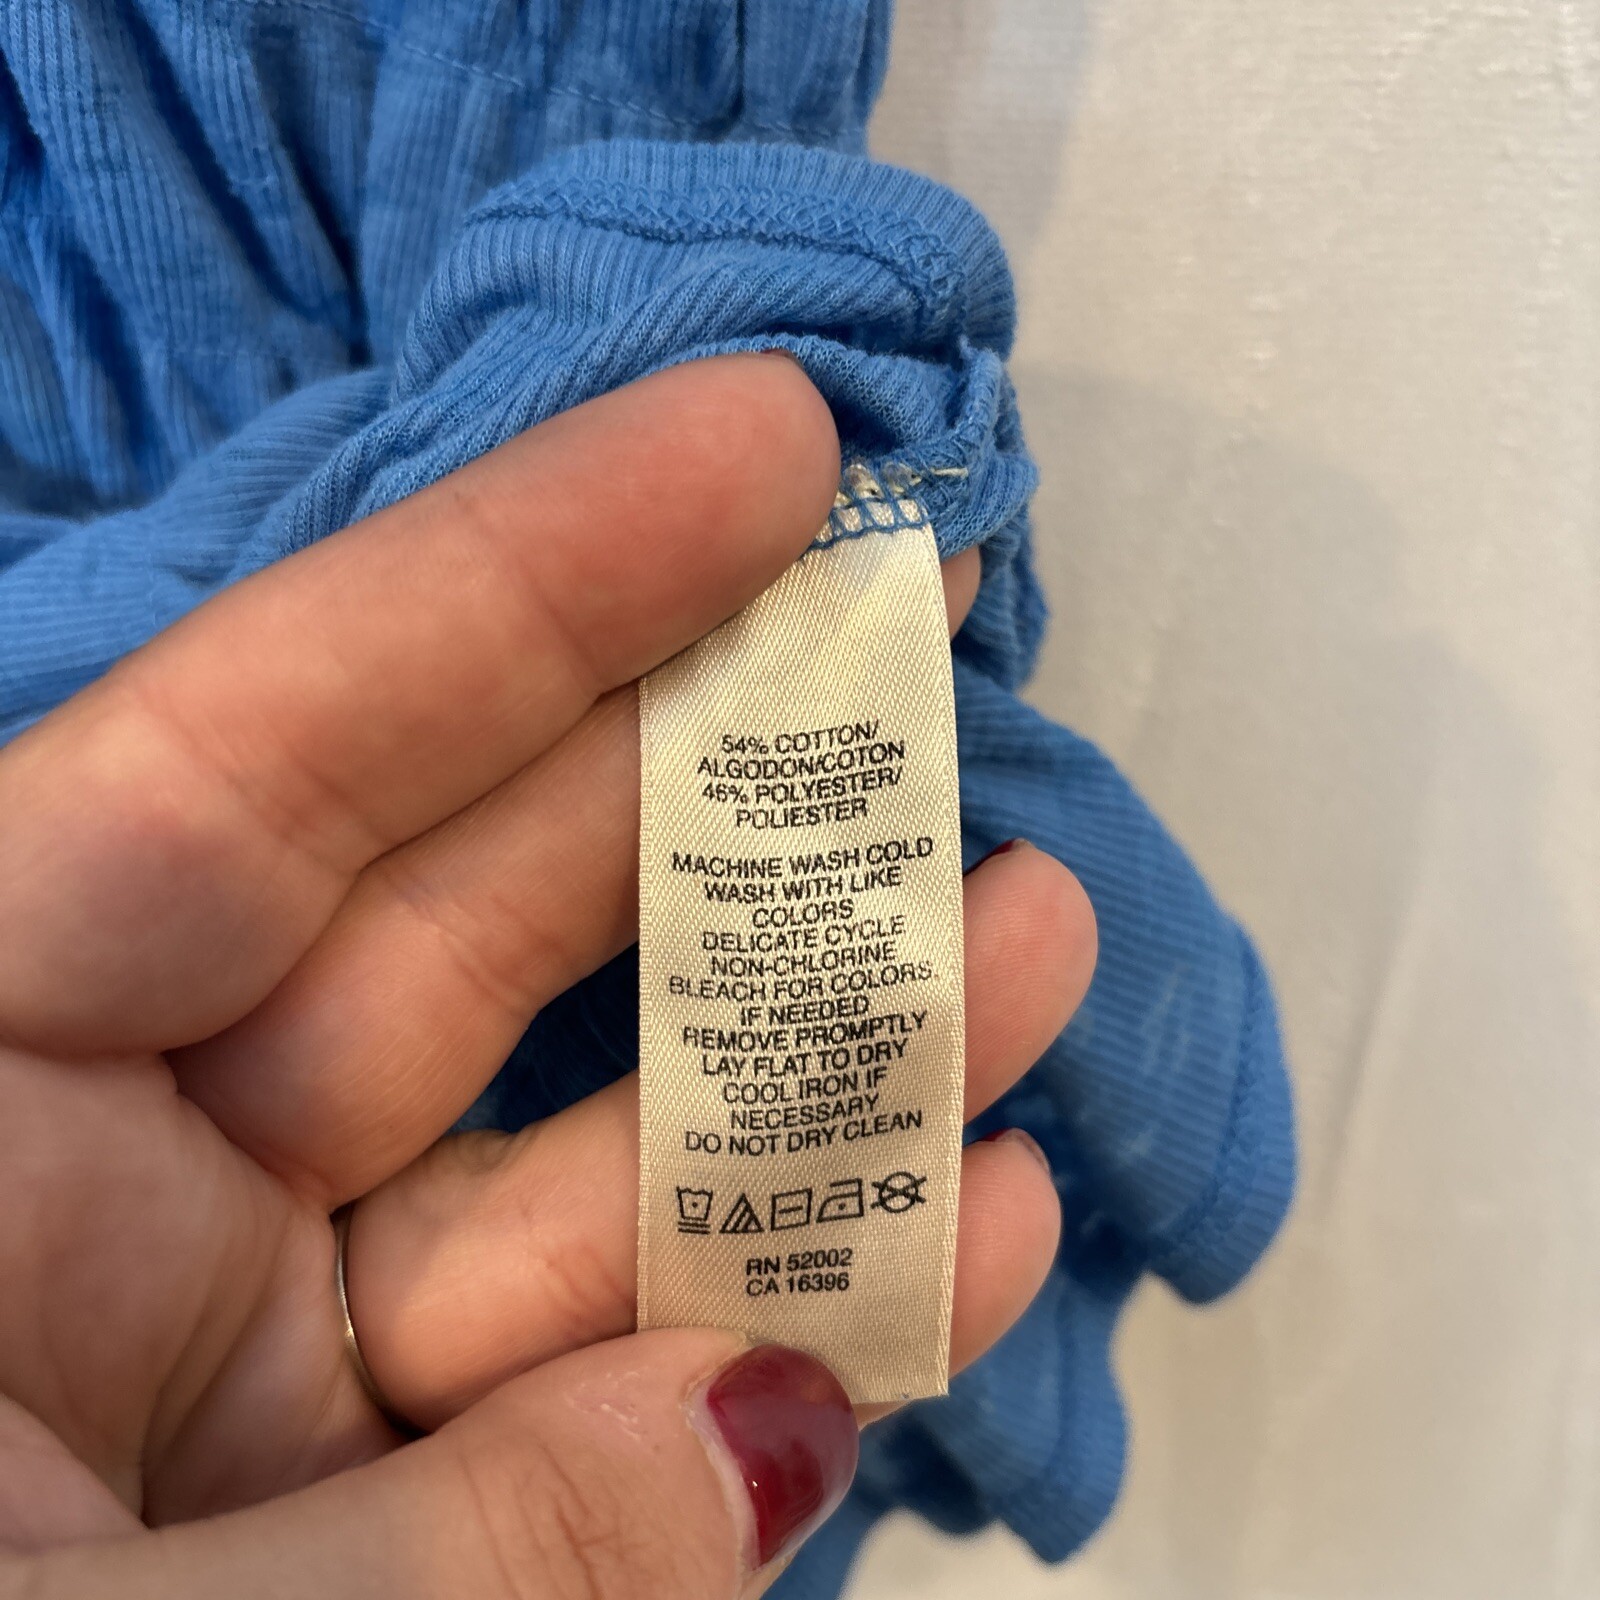 54% COTTON/
ALGODON/COTON
46% POLYESTER/
POLIESTER
MACHINE WASH COLD
WASH WITH LIKE
COLORS
DELICATE CYCLE
NON-CHLORINE
BLEACH FOR COLORS
IF NEEDED
REMOVE PROMPTLY
LAY FLAT TO DRY
COOL IRON IF
NECESSARY
DO NOT DRY CLEAN
RN 52002
CA 16396